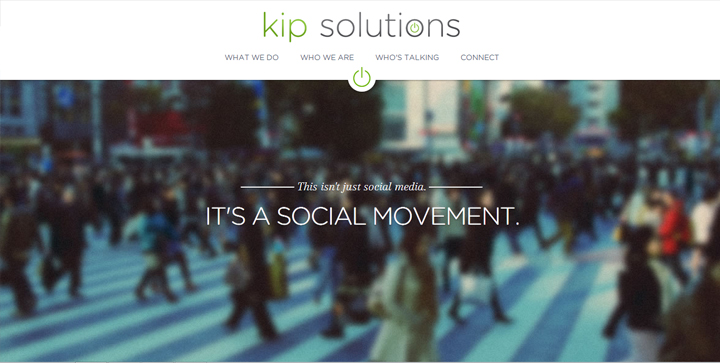 kip solutions
WHAT WE DO WHO WE ARE WHO'S TALKING CONNECT
This isn't just social media.
IT'S A SOCIAL MOVEMENT.